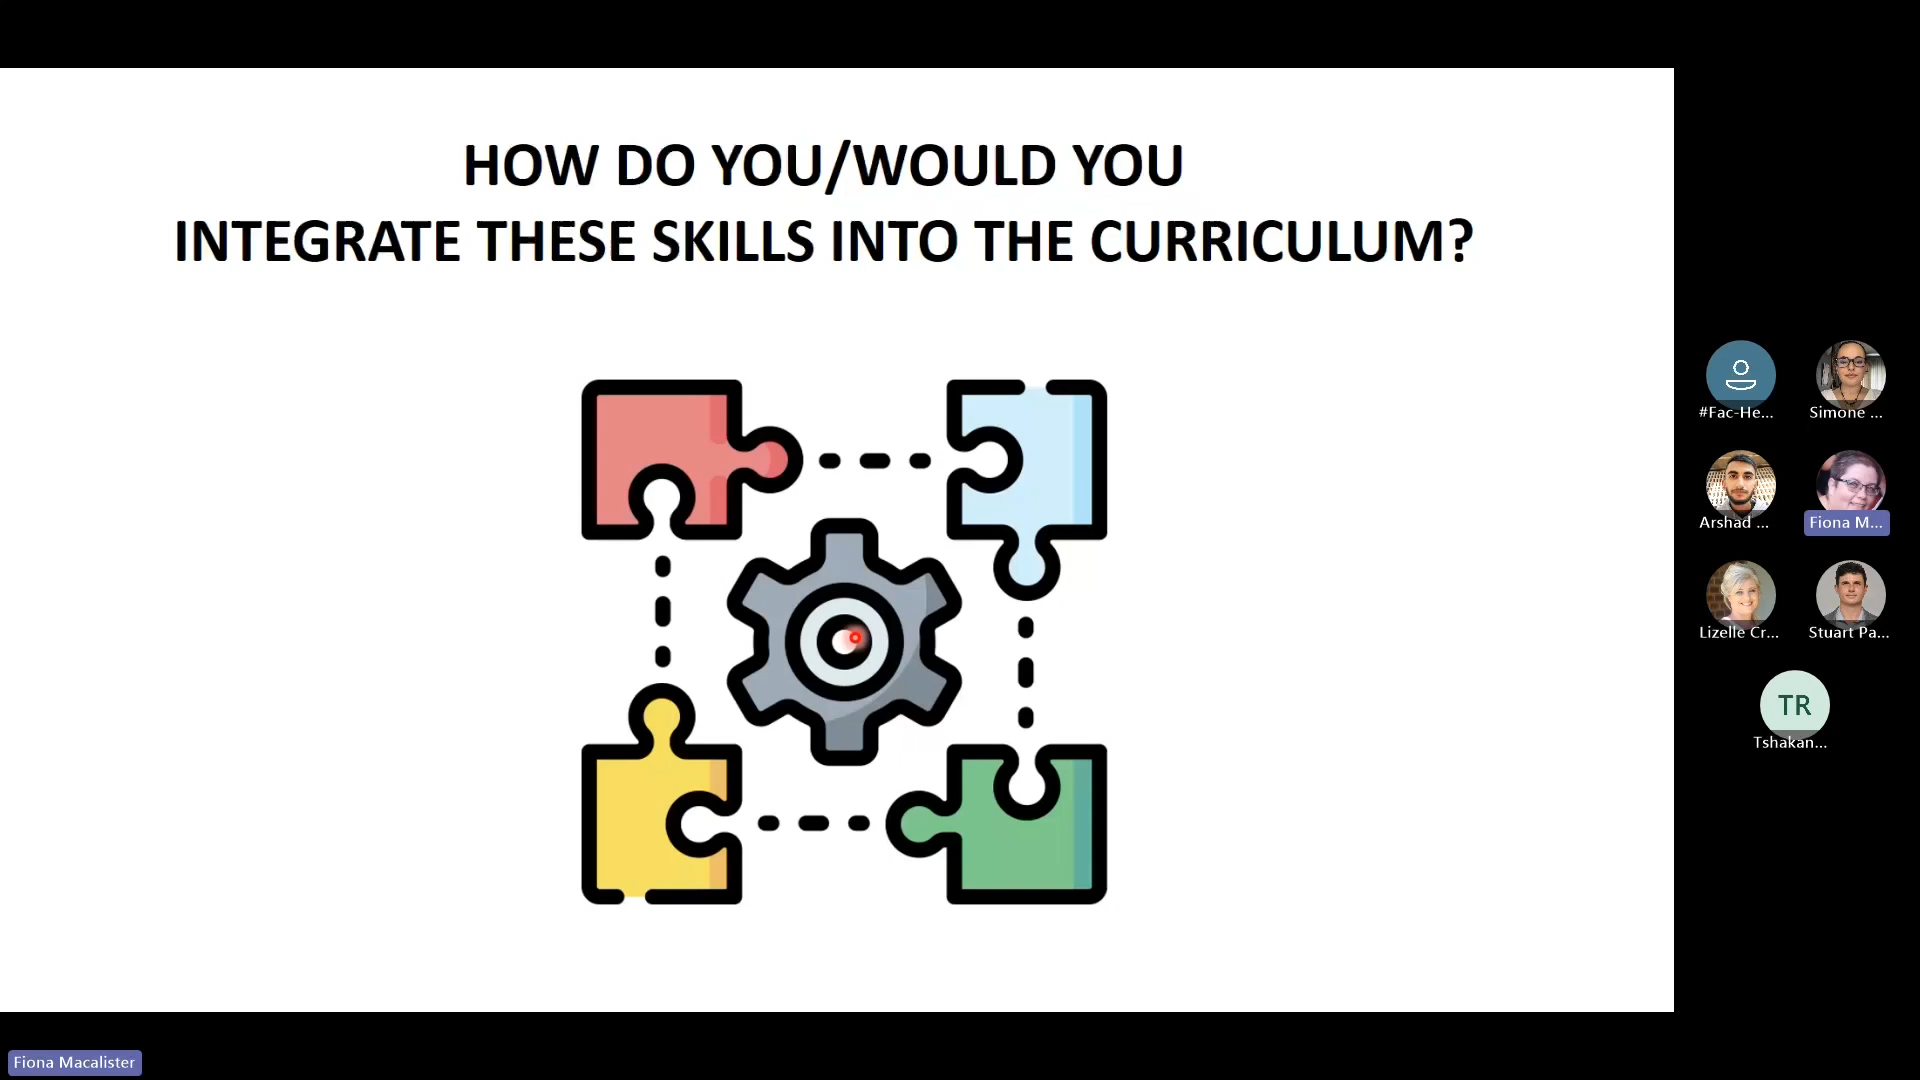 HOW DO YOU/WOULD YOU
INTEGRATE THESE SKILLS INTO THE CURRICULUM?
#Fac-He...
Simone ...
Arshad ...
Fiona M...
Lizelle Cr...
Stuart Pa...
TR
Tshakan...
Fiona Macalister